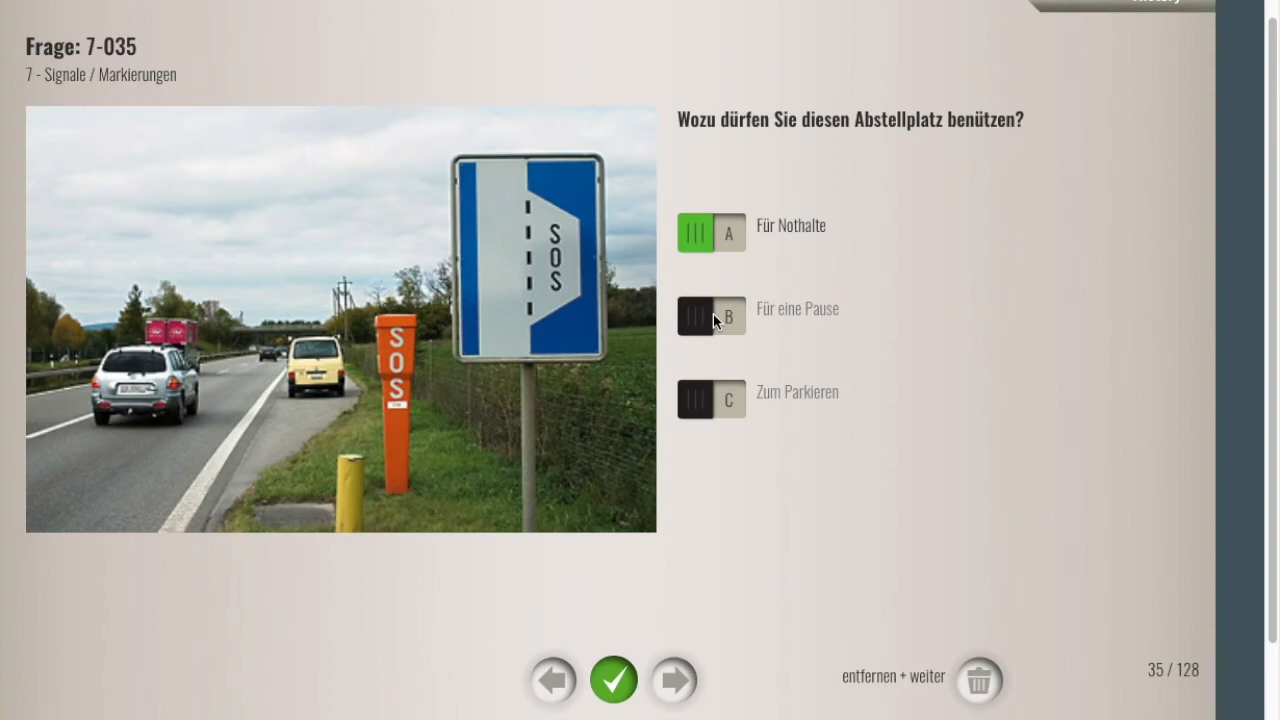 Frage: 7-035
7 - Signale / Markierungen
Wozu dürfen Sie diesen Abstellplatz benützen?
SOS
SOS
A Für Nothalte
B Für eine Pause
C Zum Parkieren
entfernen + weiter
35 / 128